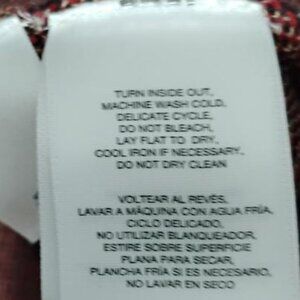 TURN INSIDE OUT,
MACHINE WASH COLD,
DELICATE CYCLE,
DO NOT BLEACH,
LAY FLAT TO DRY,
COOL IRON IF NECESSARY,
DO NOT DRY CLEAN
VOLTEAR AL REVÉS,
LAVAR A MÁQUINA CON AGUA FRÍA,
CICLO DELICADO,
NO UTILIZAR BLANQUEADOR,
ESTIRE SOBRE SUPERFICIE
PLANA PARA SECAR,
PLANCHA FRÍA SI ES NECESARIO,
NO LAVAR EN SECO